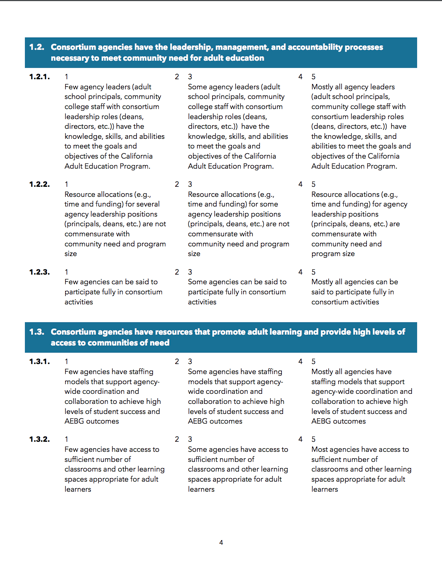 1.2. Consortium agencies have the leadership, management, and accountability processes
necessary to meet community need for adult education
1.2.1. 1 2 3 4 5
Few agency leaders (adult
school principals, community
college staff with consortium
leadership roles (deans,
directors, etc.)) have the
knowledge, skills, and abilities
to meet the goals and
objectives of the California
Adult Education Program.
Some agency leaders (adult
school principals, community
college staff with consortium
leadership roles (deans,
directors, etc.)) have the
knowledge, skills, and abilities
to meet the goals and
objectives of the California
Adult Education Program.
Mostly all agency leaders
(adult school principals,
community college staff with
consortium leadership roles
(deans, directors, etc.)) have
the knowledge, skills, and
abilities to meet the goals and
objectives of the California
Adult Education Program.
1.2.2. 1 2 3 4 5
Resource allocations (e.g.,
time and funding) for several
agency leadership positions
(principals, deans, etc.) are not
commensurate with
community need and program
size
Resource allocations (e.g.,
time and funding) for some
agency leadership positions
(principals, deans, etc.) are not
commensurate with
community need and program
size
Resource allocations (e.g.,
time and funding) for agency
leadership positions
(principals, deans, etc.) are
commensurate with
community need and
program size
1.2.3. 1 2 3 4 5
Few agencies can be said to
participate fully in consortium
activities
Some agencies can be said to
participate fully in consortium
activities
Mostly all agencies can be
said to participate fully in
consortium activities
1.3. Consortium agencies have resources that promote adult learning and provide high levels of
access to communities of need
1.3.1. 1 2 3 4 5
Few agencies have staffing
models that support agency-
wide coordination and
collaboration to achieve high
levels of student success and
AEBG outcomes
Some agencies have staffing
models that support agency-
wide coordination and
collaboration to achieve high
levels of student success and
AEBG outcomes
Mostly all agencies have
staffing models that support
agency-wide coordination and
collaboration to achieve high
levels of student success and
AEBG outcomes
1.3.2. 1 2 3 4 5
Few agencies have access to
sufficient number of
classrooms and other learning
spaces appropriate for adult
learners
Some agencies have access to
sufficient number of
classrooms and other learning
spaces appropriate for adult
learners
Most agencies have access to
sufficient number of
classrooms and other learning
spaces appropriate for adult
learners
4